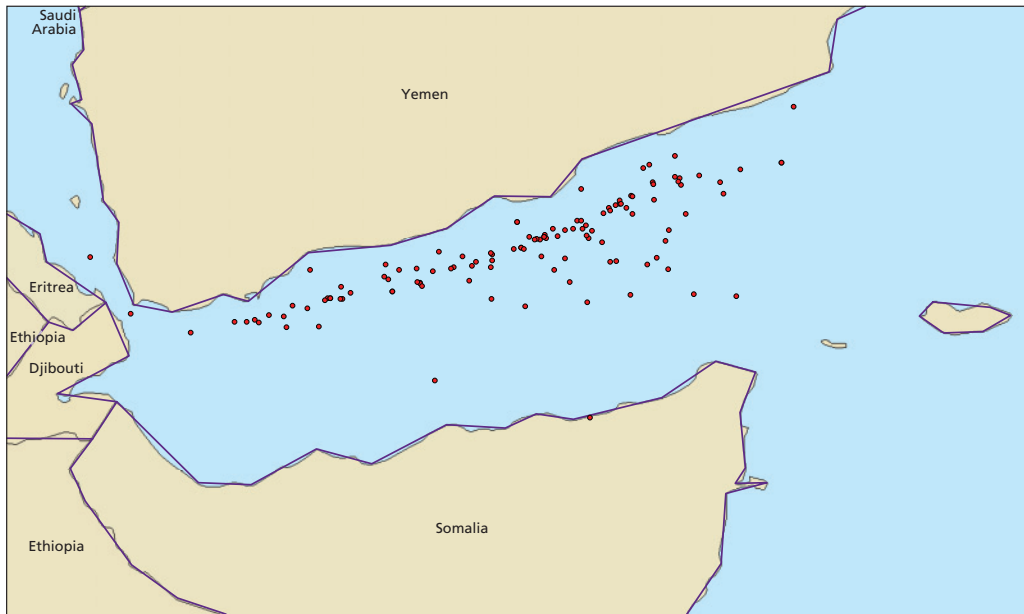 Saudi
Arabia
Yemen
Eritrea
Ethiopia
Djibouti
Somalia
Ethiopia